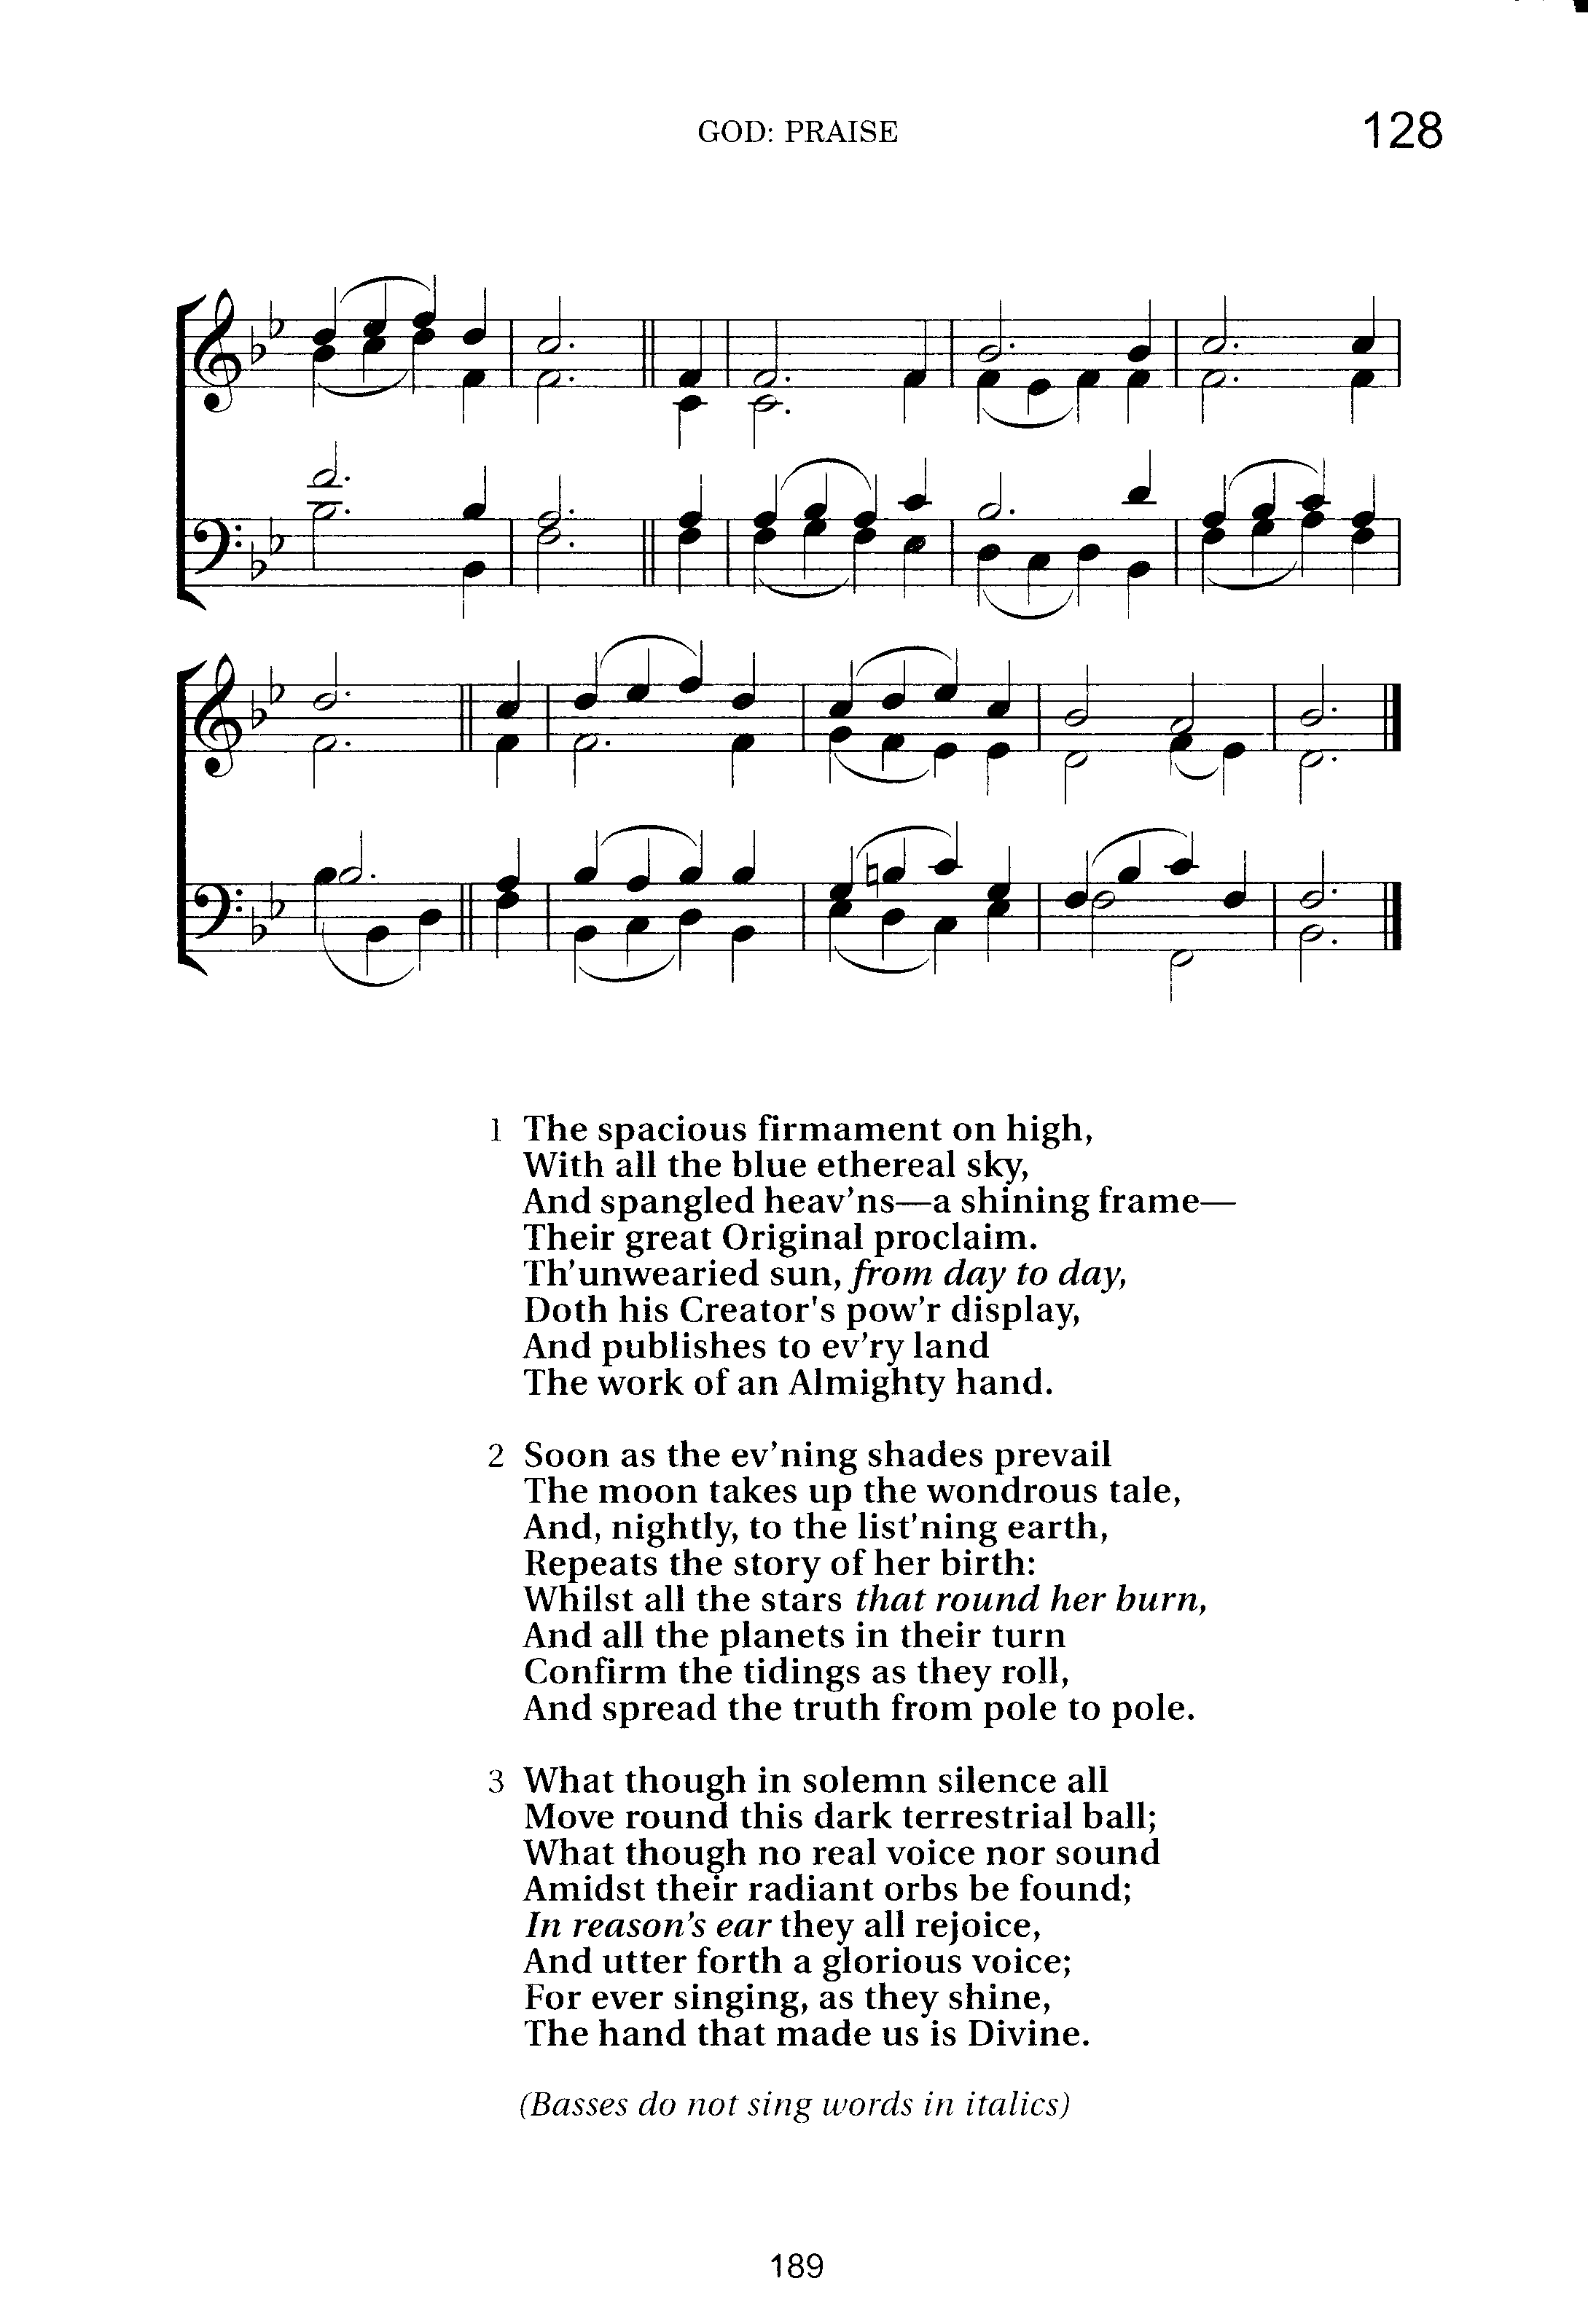 GOD: PRAISE
128
1 The spacious firmament on high,
With all the blue ethereal sky,
And spangled heav’ns—a shining frame—
Their great Original proclaim.
Th’unwearied sun, from day to day,
Doth his Creator's pow’r display,
And publishes to ev’ry land
The work of an Almighty hand.
2 Soon as the ev’ning shades prevail
The moon takes up the wondrous tale,
And, nightly, to the list’ning earth,
Repeats the story of her birth:
Whilst all the stars that round her burn,
And all the planets in their turn
Confirm the tidings as they roll,
And spread the truth from pole to pole.
3 What though in solemn silence all
Move round this dark terrestrial ball;
What though no real voice nor sound
Amidst their radiant orbs be found;
In reason’s ear they all rejoice,
And utter forth a glorious voice;
For ever singing, as they shine,
The hand that made us is Divine.
(Basses do not sing words in italics)
189